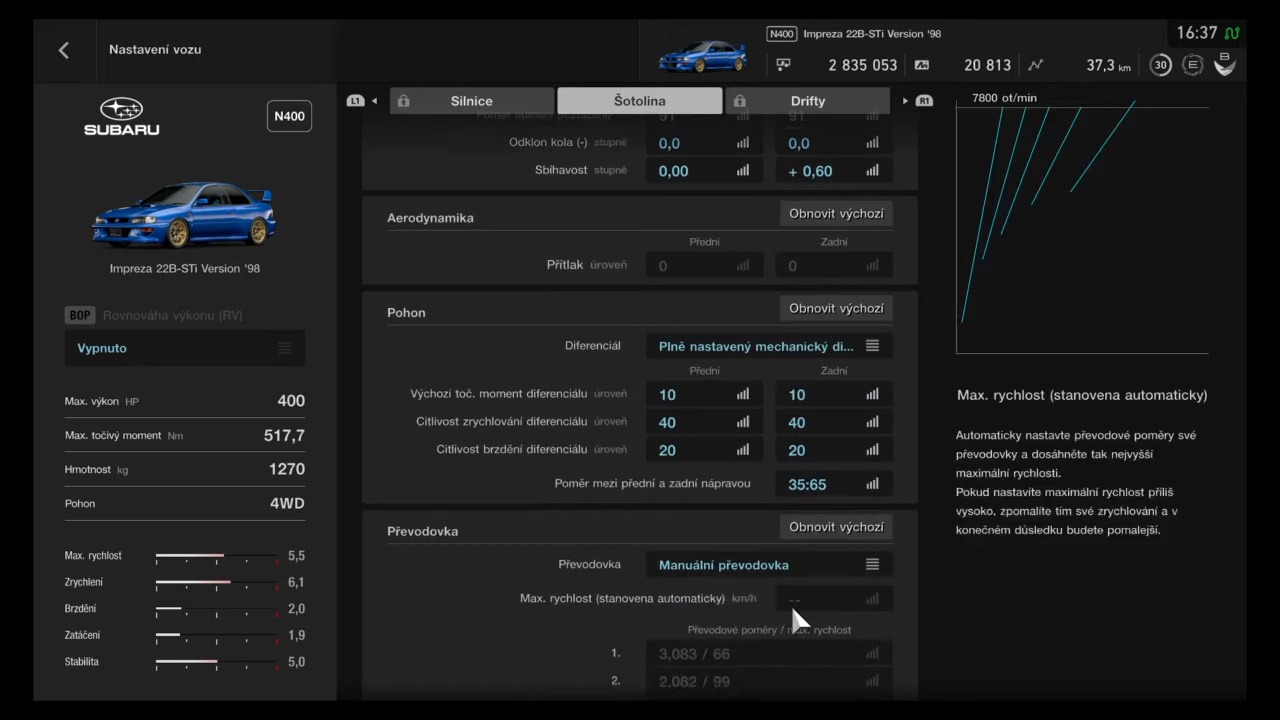 Nastavení vozu
N400 Impreza 22B-STi Version '98
2 835 053
20 813
37,3 km
30
E
B
16:37
SUBARU
N400
Impreza 22B-STi Version '98
BOP Rovnováha výkonu (RV)
Vypnuto
Max. výkon HP 400
Max. točivý moment Nm 517,7
Hmotnost kg 1270
Pohon 4WD
Max. rychlost 5,5
Zrychlení 6,1
Brzdění 2,0
Zatáčení 1,9
Stabilita 5,0
L1 Silnice Šotolina Drifty R1
91 91
Odklon kola (-) stupně 0,0 0,0
Sbíhavost stupně 0,00 + 0,60
Aerodynamika Obnovit výchozí
Přední Zadní
Přítlak úroveň 0 0
Pohon Obnovit výchozí
Diferenciál Plně nastavený mechanický di...
Přední Zadní
Výchozí toč. moment diferenciálu úroveň 10 10
Citlivost zrychlování diferenciálu úroveň 40 40
Citlivost brzdění diferenciálu úroveň 20 20
Poměr mezi přední a zadní nápravou 35:65
Převodovka Obnovit výchozí
Převodovka Manuální převodovka
Max. rychlost (stanovena automaticky) km/h --
Převodové poměry / max. rychlost
1. 3,083 / 66
2. 2,082 / 99
7800 ot/min
Max. rychlost (stanovena automaticky)
Automaticky nastavte převodové poměry své
převodovky a dosáhněte tak nejvyšší
maximální rychlosti.
Pokud nastavíte maximální rychlost příliš
vysoko, zpomalíte tím své zrychlování a v
konečném důsledku budete pomalejší.